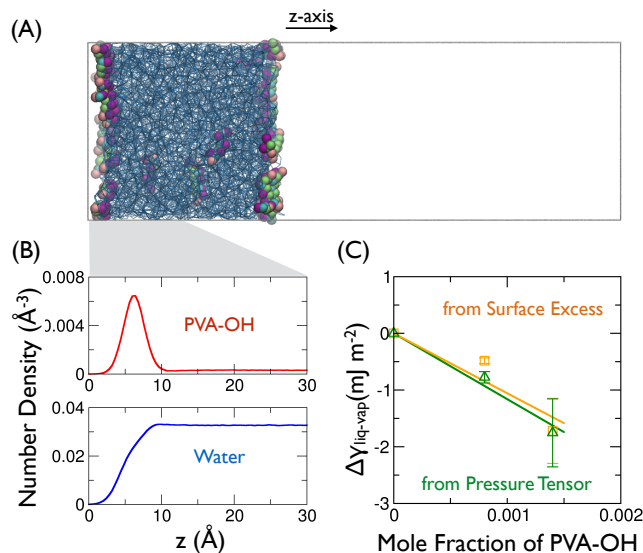 (A)
z-axis
(B)
(C)
0.008
0.004
0
PVA-OH
0.04
0.02
0
Water
0 10 20 30
Number Density (Å-3)
z (Å)
1
0
-1
-2
-3
from Surface Excess
from Pressure Tensor
0 0.001 0.002
Δγliq-vap(mJ m-2)
Mole Fraction of PVA-OH